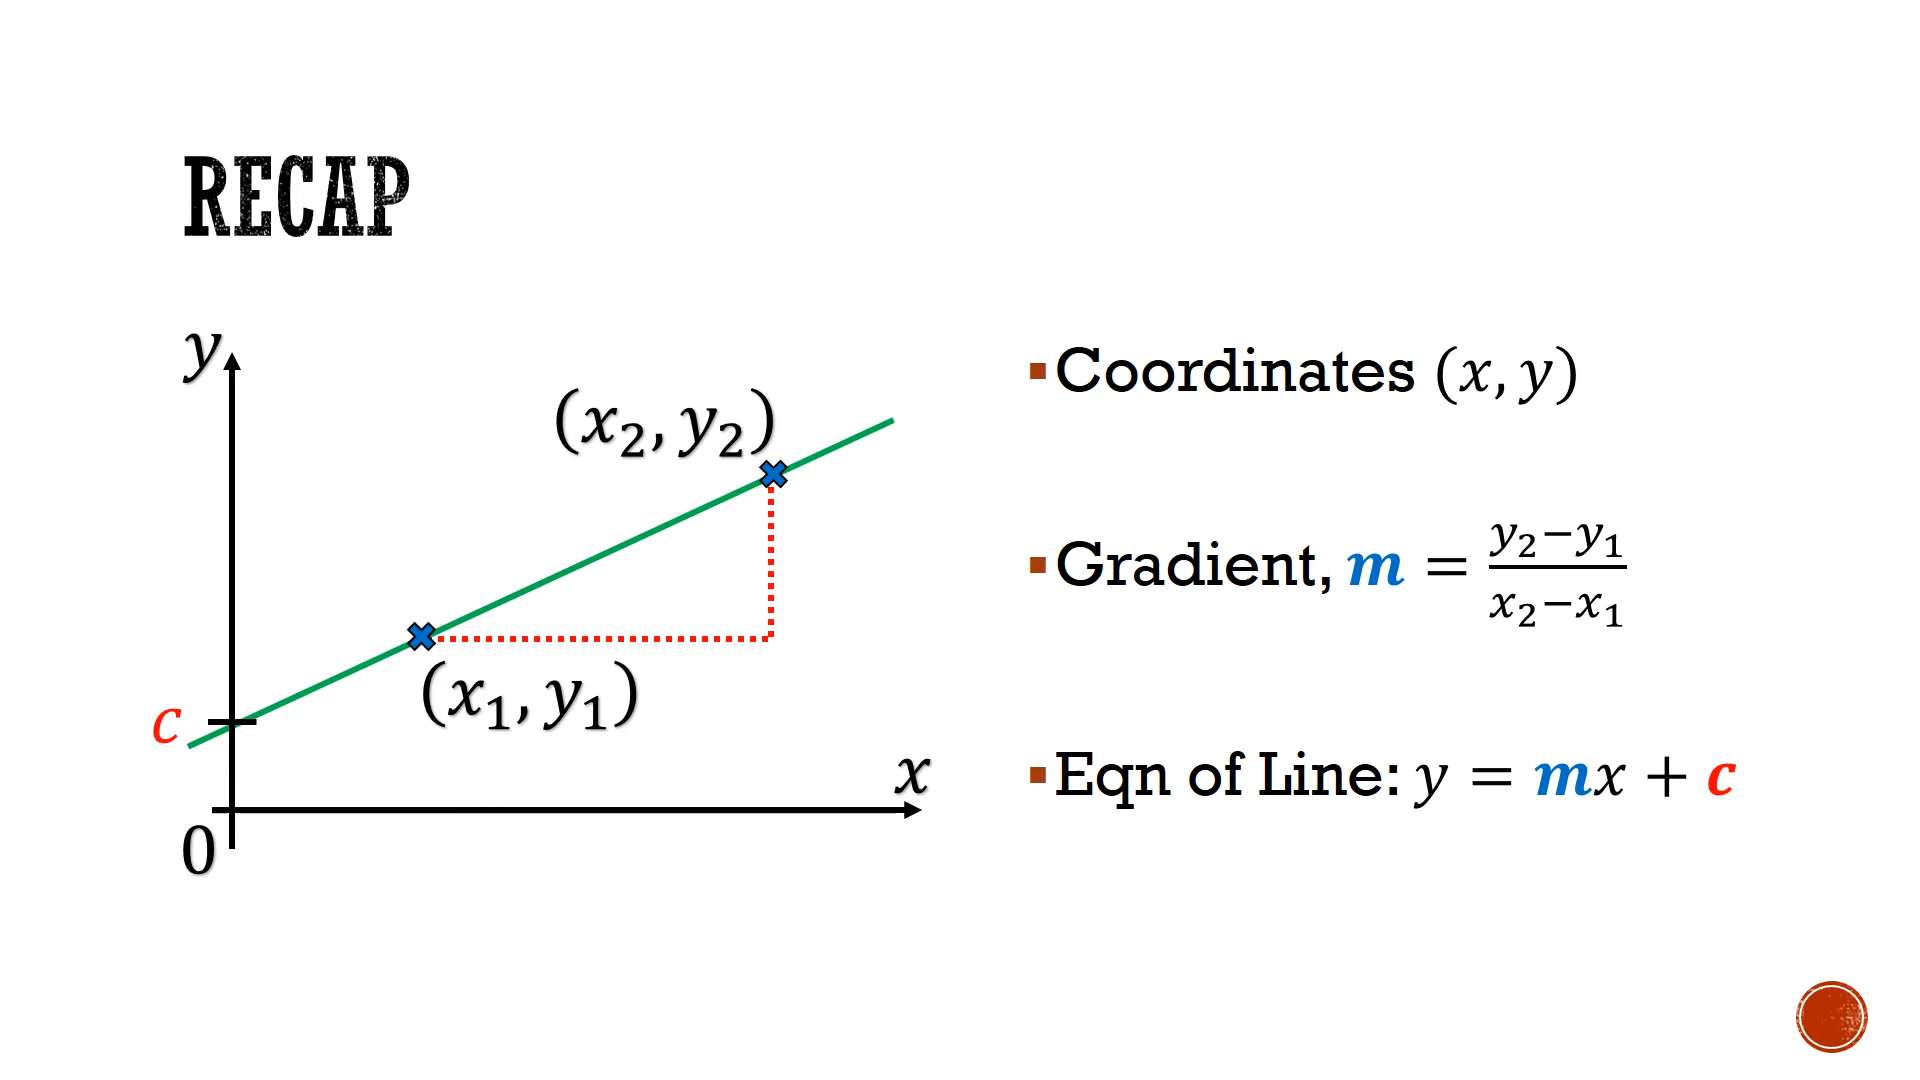 RECAP
y
(x₂, y₂)
(x₁, y₁)
c
x
0
▪Coordinates (x, y)
▪Gradient, m = (y₂−y₁)/(x₂−x₁)
▪Eqn of Line: y = mx + c